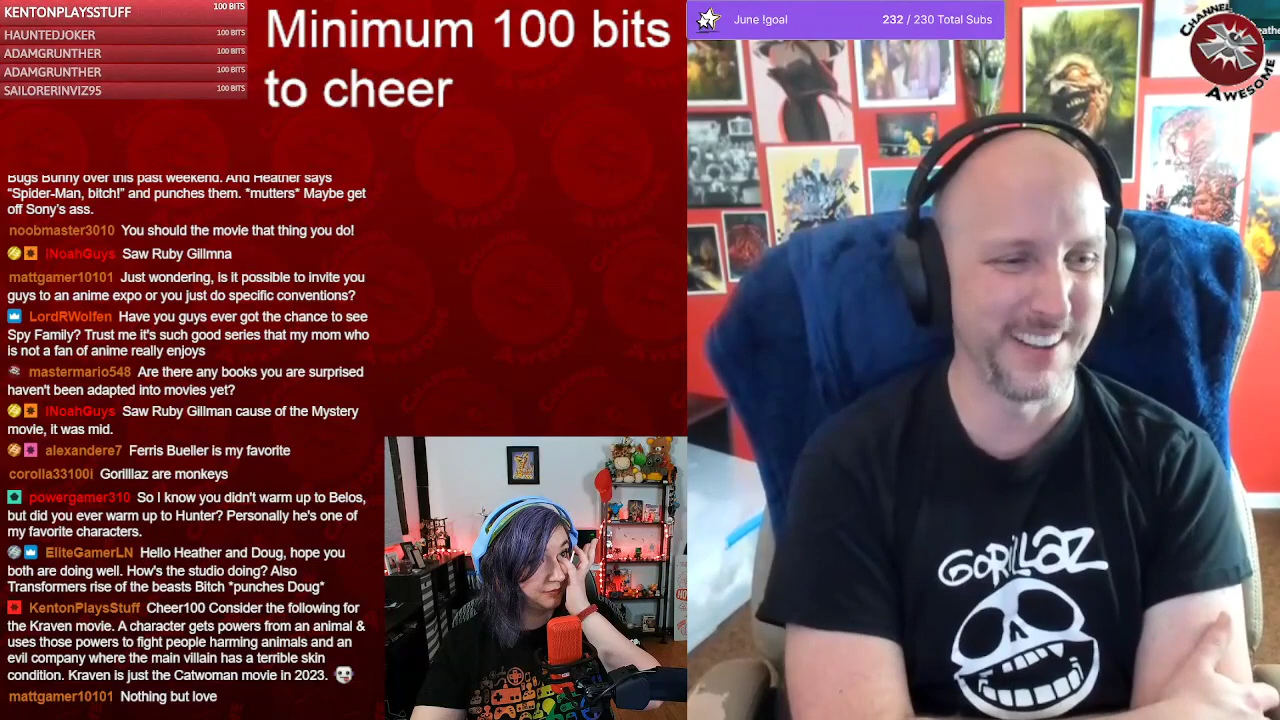 KENTONPLAYSSTUFF 100 BITS
HAUNTEDJOKER 100 BITS
ADAMGRUNTHER 100 BITS
ADAMGRUNTHER 100 BITS
SAILORERINVIZ95 100 BITS
Minimum 100 bits
to cheer
June !goal 232 / 230 Total Subs
CHANNEL
AWESOME
Bugs Bunny over this past weekend. And Heather says
“Spider-Man, bitch!” and punches them. *mutters* Maybe get
off Sony's ass.
noobmaster3010 You should the movie that thing you do!
INoahGuys Saw Ruby Gillmna
mattgamer10101 Just wondering, is it possible to invite you
guys to an anime expo or you just do specific conventions?
LordRWolfen Have you guys ever got the chance to see
Spy Family? Trust me it's such good series that my mom who
is not a fan of anime really enjoys
mastermario548 Are there any books you are surprised
haven't been adapted into movies yet?
INoahGuys Saw Ruby Gillman cause of the Mystery
movie, it was mid.
alexandere7 Ferris Bueller is my favorite
corolla33100i Gorilllaz are monkeys
powergamer310 So I know you didn't warm up to Belos,
but did you ever warm up to Hunter? Personally he's one of
my favorite characters.
EliteGamerLN Hello Heather and Doug, hope you
both are doing well. How's the studio doing? Also
Transformers rise of the beasts Bitch *punches Doug*
KentonPlaysStuff Cheer100 Consider the following for
the Kraven movie. A character gets powers from an animal &
uses those powers to fight people harming animals and an
evil company where the main villain has a terrible skin
condition. Kraven is just the Catwoman movie in 2023.
mattgamer10101 Nothing but love
GORILLAZ